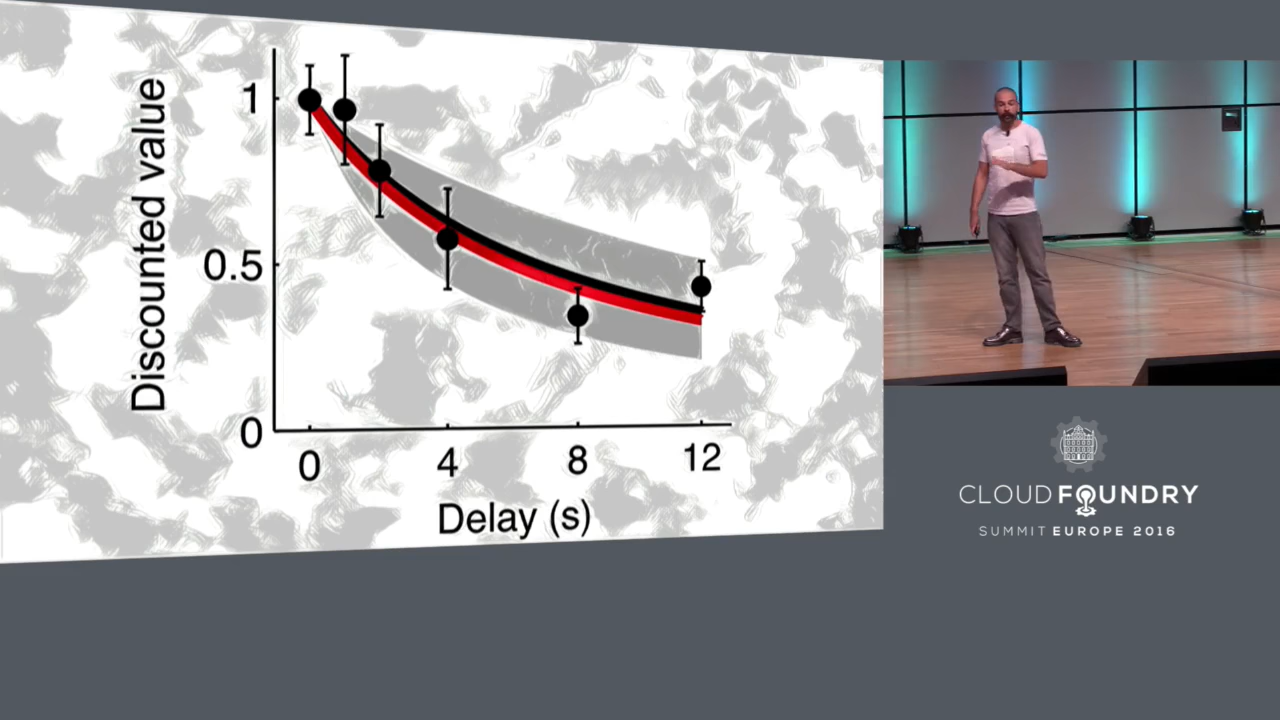 Discounted value
1
0.5
0
0 4 8 12
Delay (s)
CLOUD FOUNDRY
SUMMIT EUROPE 2016